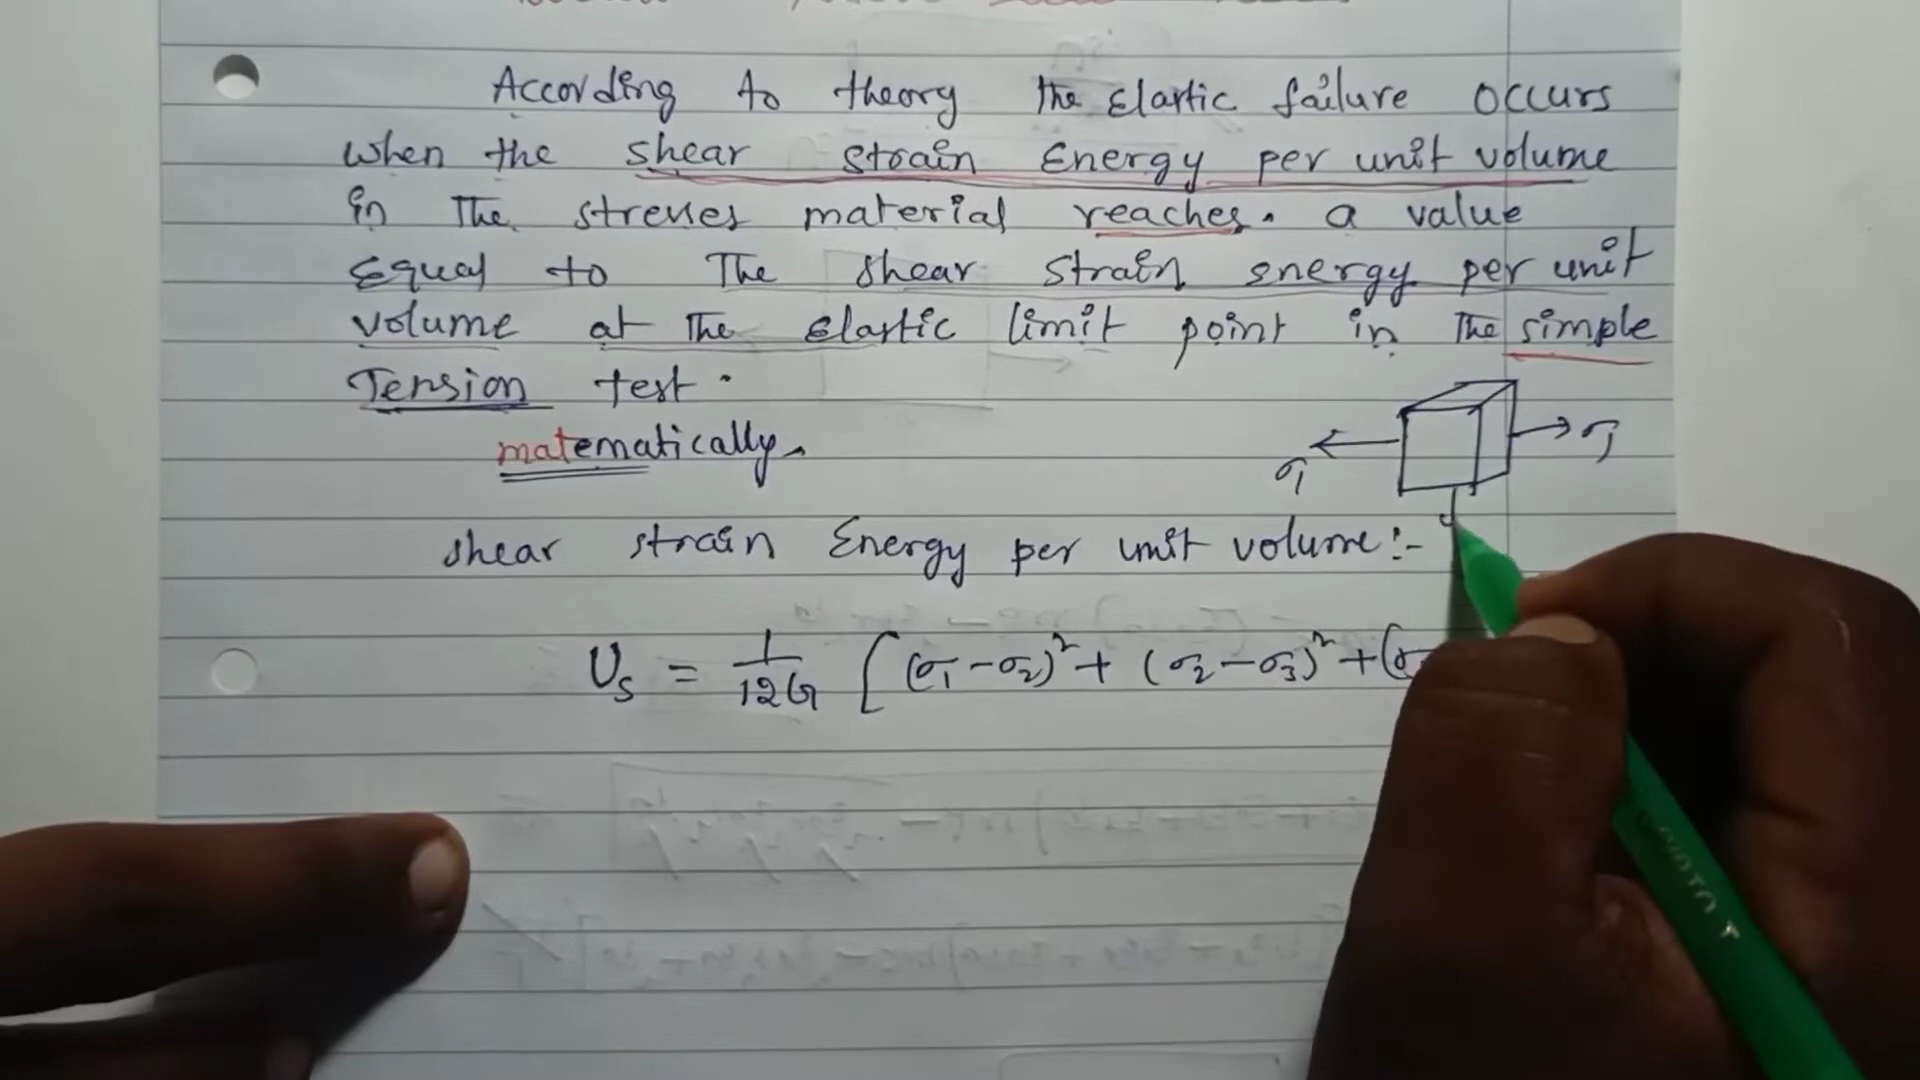 According to theory the Elastic failure occurs
when the shear strain Energy per unit volume
in The stresses material reaches. a value
Equal to The shear strain energy per unit
volume at The Elastic limit point in The simple
Tension test.
matematically.
σ1 σ1
shear strain Energy per unit volume:-
Us = 1/12G [(σ1-σ2)² + (σ2-σ3)² + (σ